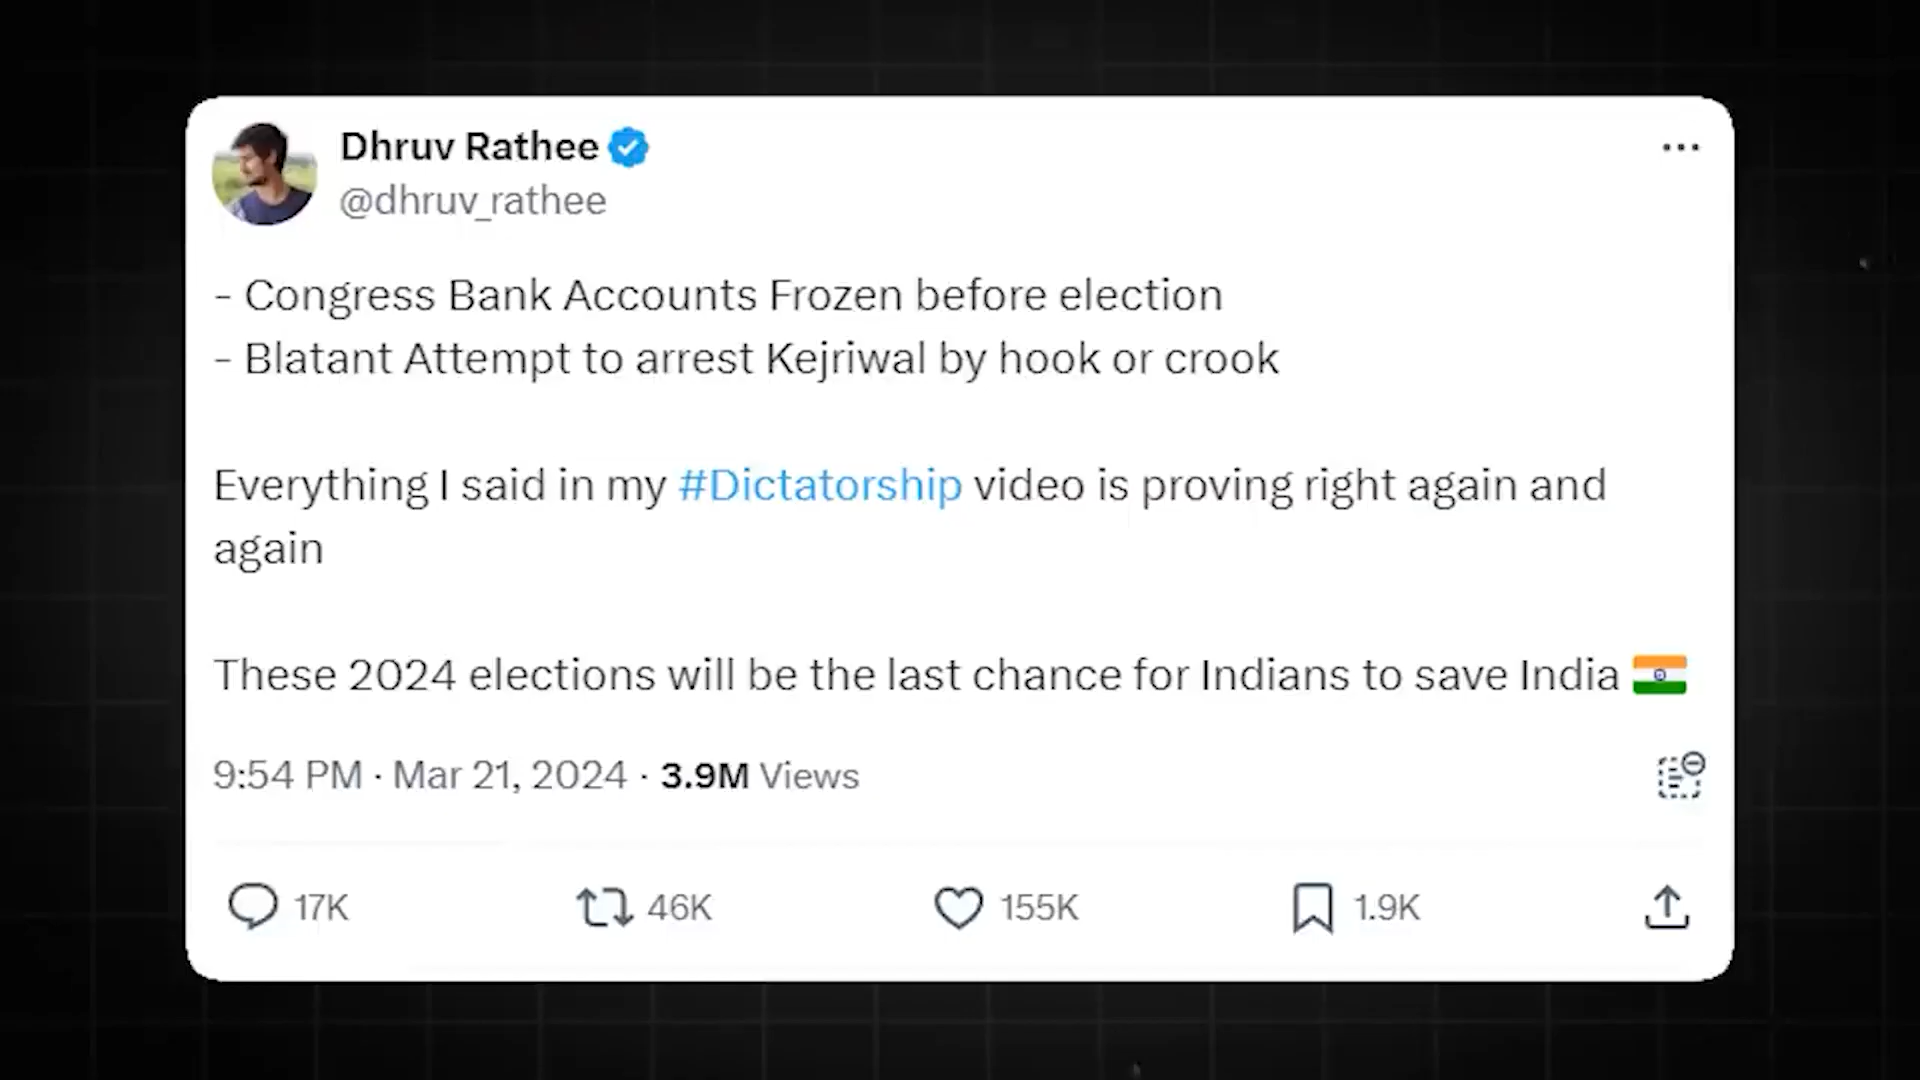 Dhruv Rathee
@dhruv_rathee
- Congress Bank Accounts Frozen before election
- Blatant Attempt to arrest Kejriwal by hook or crook
Everything I said in my #Dictatorship video is proving right again and
again
These 2024 elections will be the last chance for Indians to save India 🇮🇳
9:54 PM · Mar 21, 2024 · 3.9M Views
17K 46K 155K 1.9K